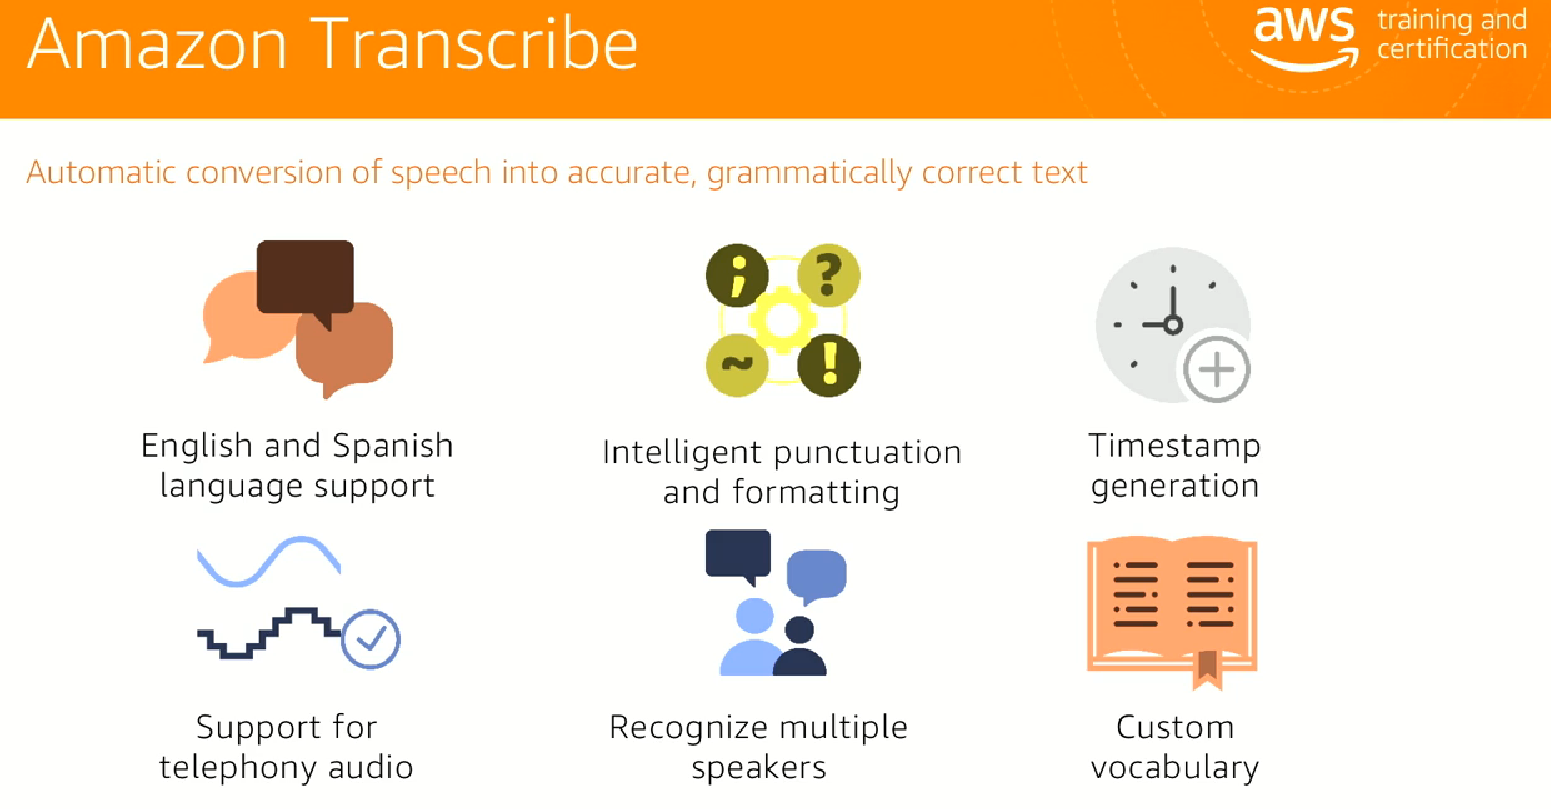 Amazon Transcribe
aws training and
certification
Automatic conversion of speech into accurate, grammatically correct text
; ?
~ !
English and Spanish
language support
Intelligent punctuation
and formatting
Timestamp
generation
Support for
telephony audio
Recognize multiple
speakers
Custom
vocabulary